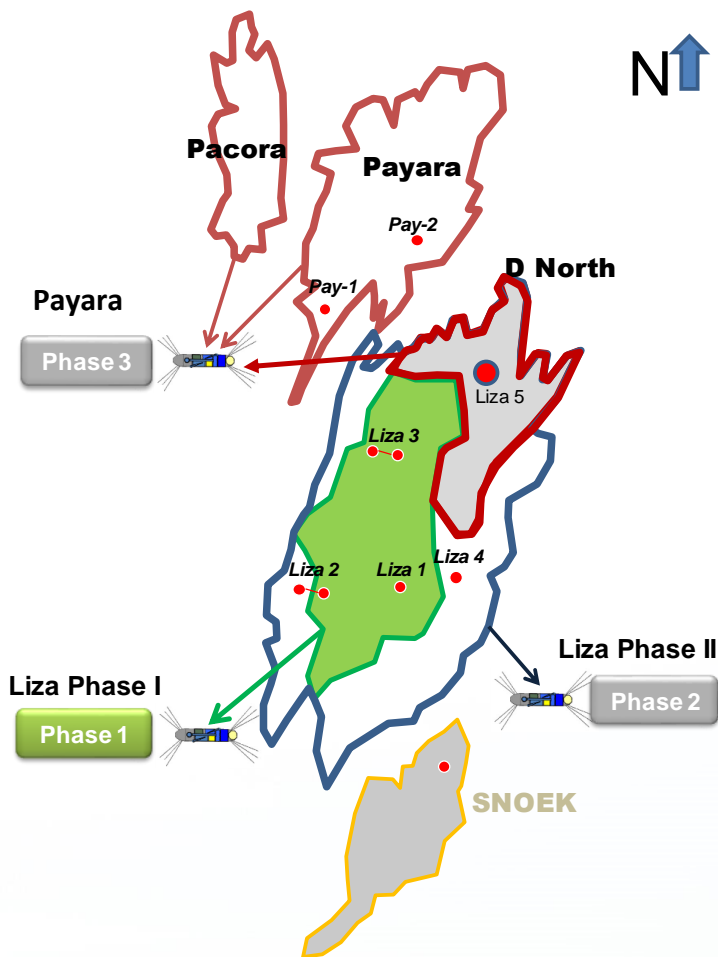 N
Pacora
Payara
Pay-2
D North
Pay-1
Payara
Phase 3
Liza 5
Liza 3
Liza 4
Liza 2
Liza 1
Liza Phase II
Liza Phase I
Phase 2
Phase 1
SNOEK